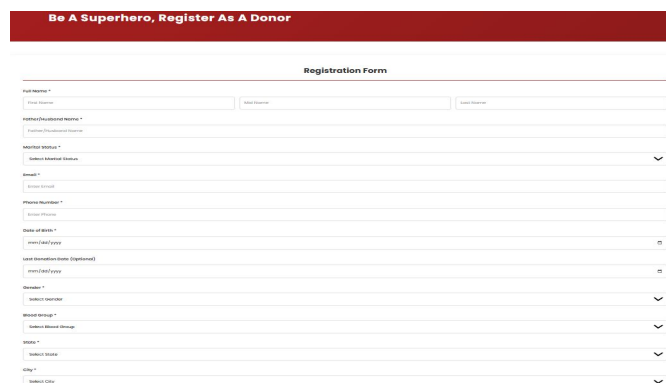 Be A Superhero, Register As A Donor
Registration Form
Full Name *
First Name Mid Name Last Name
Father/Husband Name *
Father/Husband Name
Marital Status *
Select Marital Status
Email *
Enter Email
Phone Number *
Enter Phone
Date of Birth *
mm/dd/yyyy
Last Donation Date (Optional)
mm/dd/yyyy
Gender *
Select Gender
Blood Group *
Select Blood Group
State *
Select State
City *
Select City